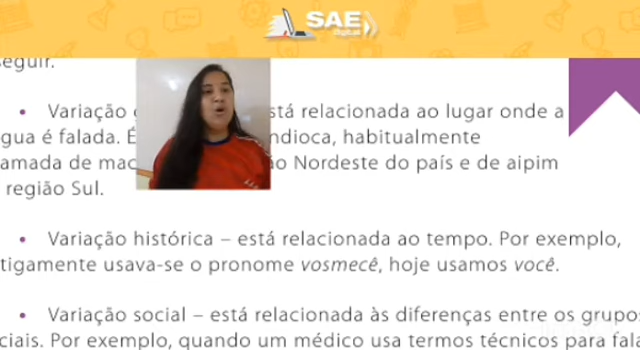 SAE
Digital
seguir.
• Variação stá relacionada ao lugar onde a
gua é falada. É ndioca, habitualmente
amada de mac ão Nordeste do país e de aipim
região Sul.
• Variação histórica – está relacionada ao tempo. Por exemplo,
tigamente usava-se o pronome vosmecê, hoje usamos você.
• Variação social – está relacionada às diferenças entre os grupos
ciais. Por exemplo, quando um médico usa termos técnicos para fala